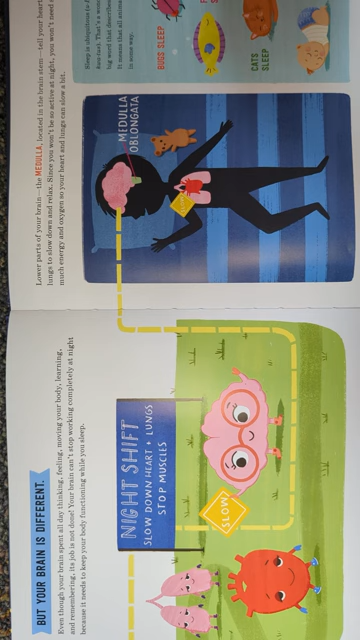 BUT YOUR BRAIN IS DIFFERENT.
Even though your brain spent all day thinking, feeling, moving your body, learning,
and remembering, its job is not done! Your brain can't stop working completely at night
because it needs to keep your body functioning while you sleep.
NIGHT SHIFT
SLOW DOWN HEART + LUNGS
STOP MUSCLES
SLOW
Lower parts of your brain—the MEDULLA, located in the brain stem—tell your heart
lungs to slow down and relax. Since you won't be so active at night, you won't need
much energy and oxygen so your heart and lungs can slow a bit.
MEDULLA
OBLONGATA
Sleep is ubiquitous
big word that describes
It means that all
in some way.
BUGS SLEEP
CATS
SLEEP